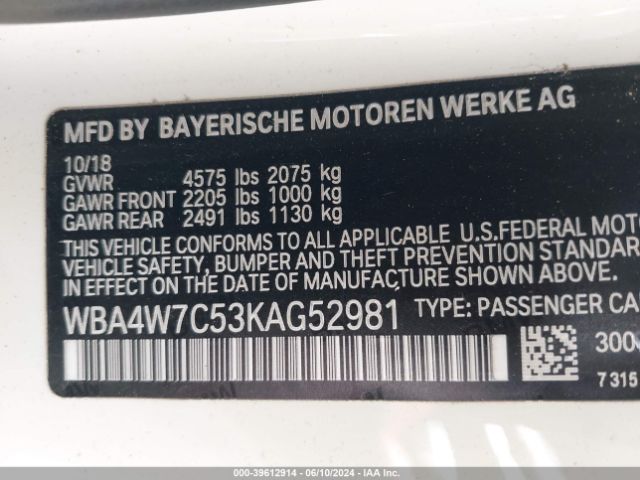 MFD BY BAYERISCHE MOTOREN WERKE AG
10/18
GVWR 4575 lbs 2075 kg
GAWR FRONT 2205 lbs 1000 kg
GAWR REAR 2491 lbs 1130 kg
THIS VEHICLE CONFORMS TO ALL APPLICABLE U.S.FEDERAL MOTO
VEHICLE SAFETY, BUMPER AND THEFT PREVENTION STANDAR
IN EFFECT ON THE DATE OF MANUFACTURE SHOWN ABOVE.
WBA4W7C53KAG52981 TYPE: PASSENGER CA
300
7 315
000-39612914 - 06/10/2024 - IAAI.COM